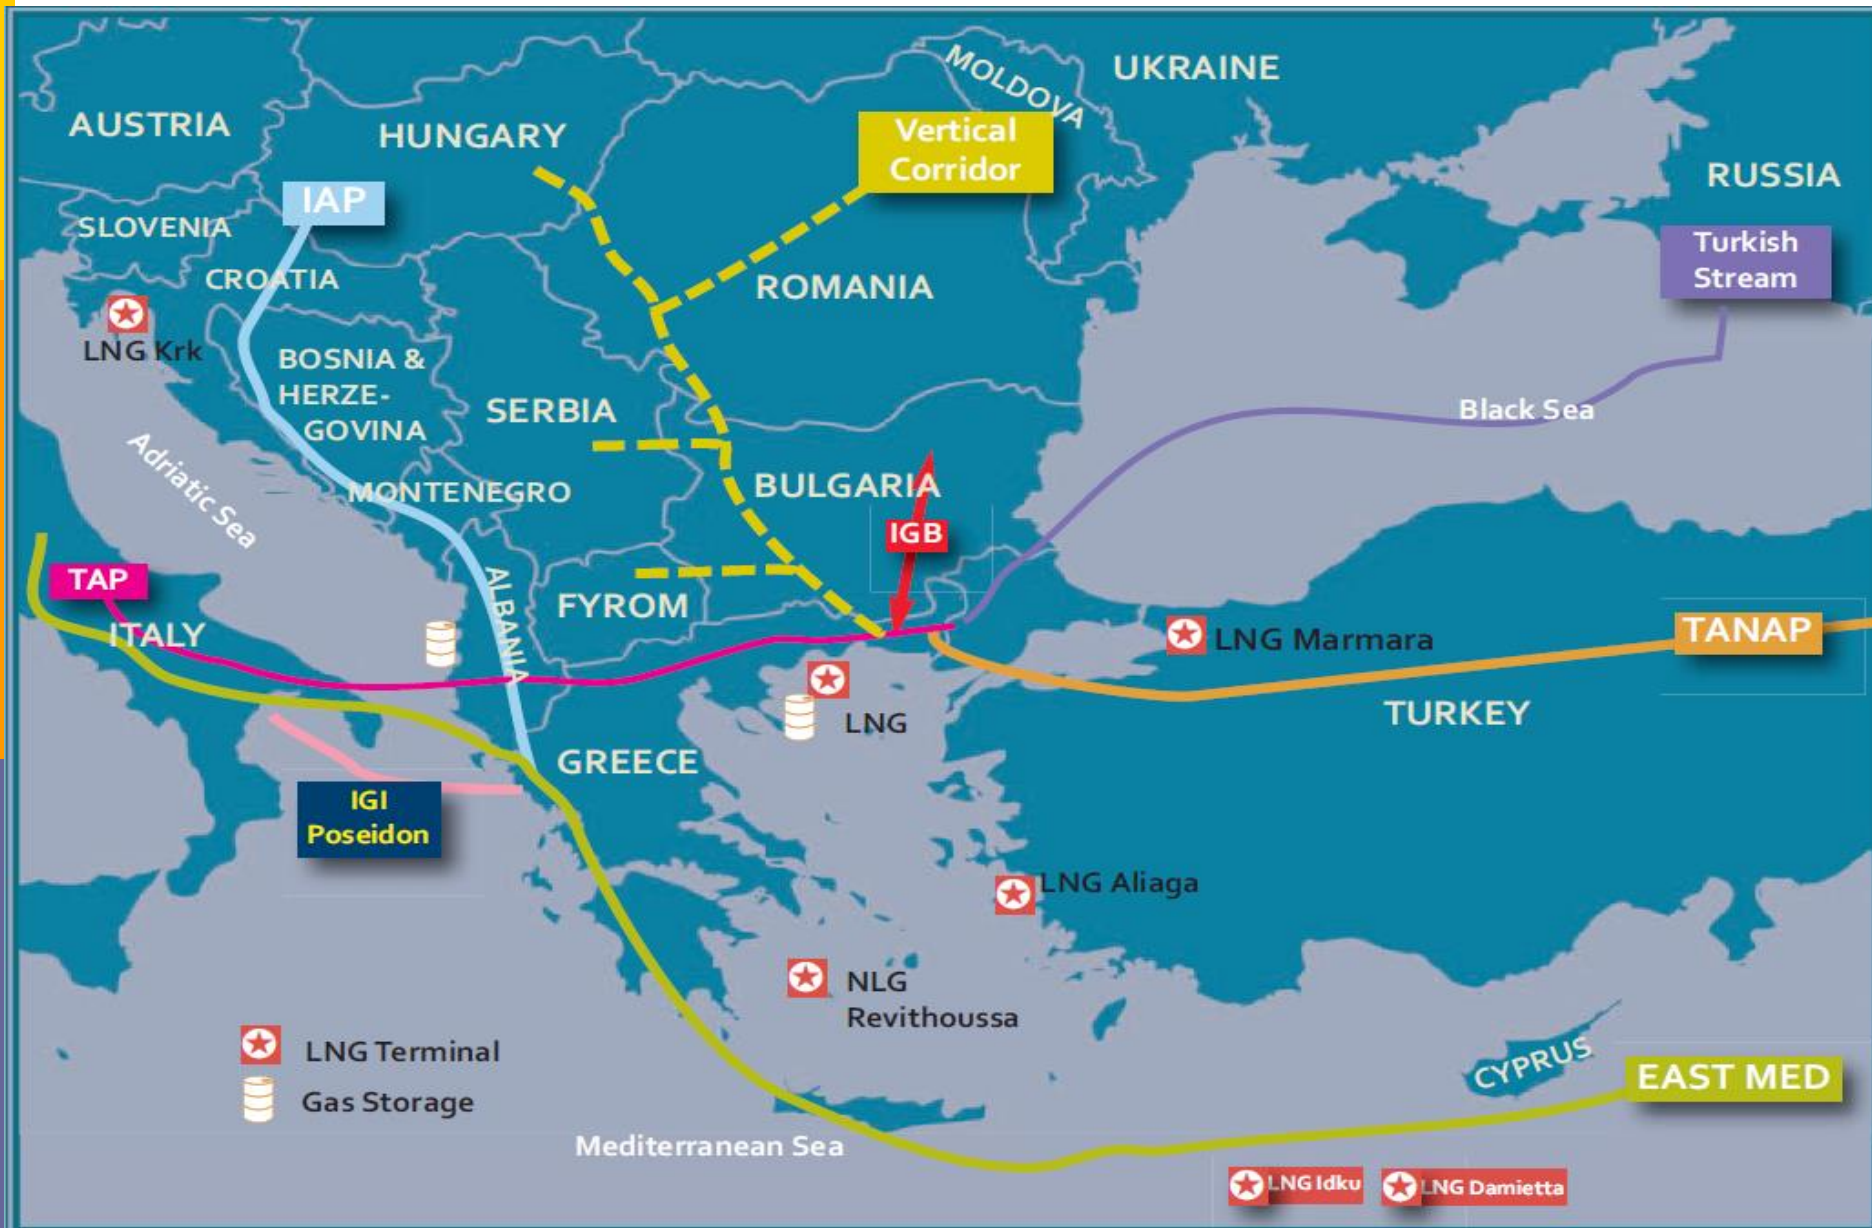 MOLDOVA
UKRAINE
AUSTRIA
HUNGARY
Vertical
Corridor
RUSSIA
IAP
SLOVENIA
Turkish
Stream
CROATIA
ROMANIA
LNG Krk
BOSNIA &
HERZE-
GOVINA
SERBIA
Black Sea
Adriatic Sea
MONTENEGRO
BULGARIA
IGB
TAP
ALBANIA
FYROM
ITALY
LNG Marmara
TANAP
LNG
TURKEY
GREECE
IGI
Poseidon
LNG Aliaga
NLG
Revithoussa
LNG Terminal
Gas Storage
CYPRUS
EAST MED
Mediterranean Sea
LNG Idku
LNG Damietta